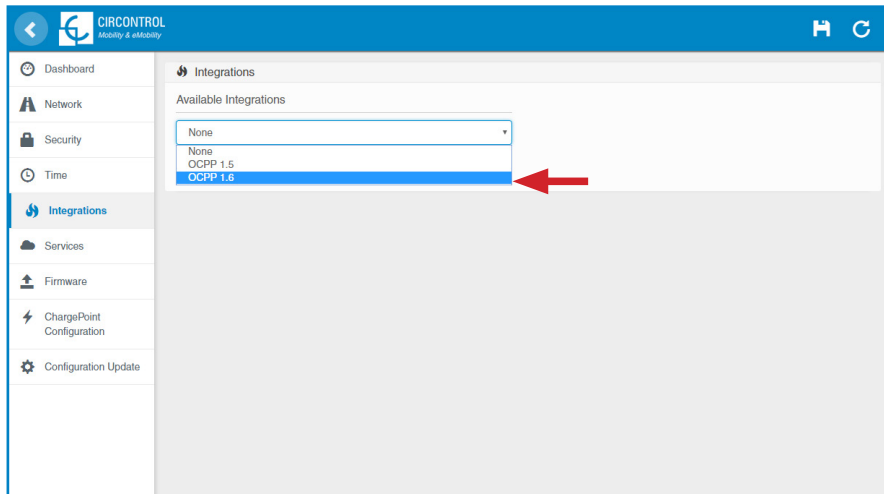 CIRCONTROL
Mobility & eMobility
Dashboard
Network
Security
Time
Integrations
Services
Firmware
ChargePoint
Configuration
Configuration Update
Integrations
Available Integrations
None
None
OCPP 1.5
OCPP 1.6